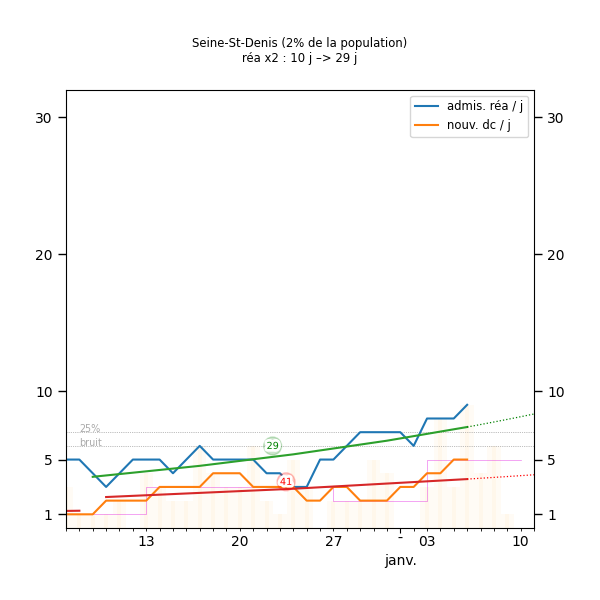 Seine-St-Denis (2% de la population)
réa x2 : 10 j –> 29 j
admis. réa / j
nouv. dc / j
30 30
20 20
10 10
25%
bruit
29
5 5
41
1 1
13 20 27 - 03 10
janv.